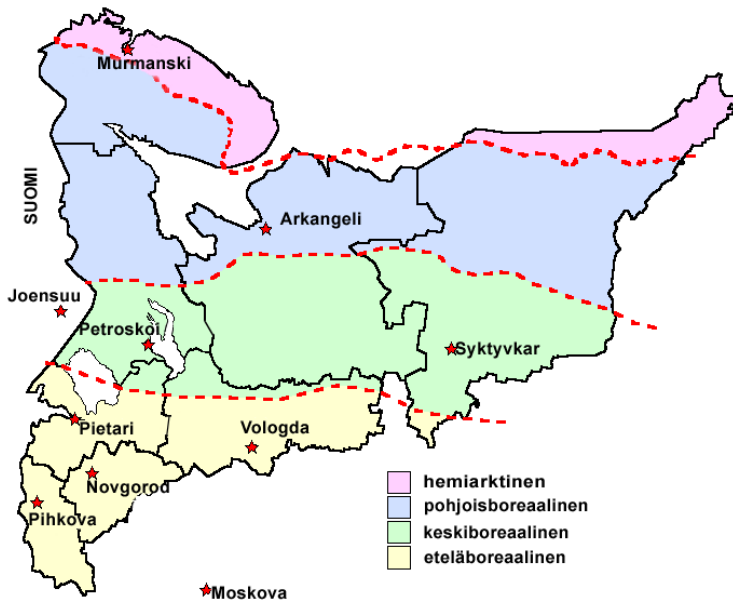 Murmanski
SUOMI
Arkangeli
Joensuu
Petroskoi
Syktyvkar
Pietari
Vologda
Novgorod
Pihkova
Moskova
hemiarktinen
pohjoisboreaalinen
keskiboreaalinen
eteläboreaalinen